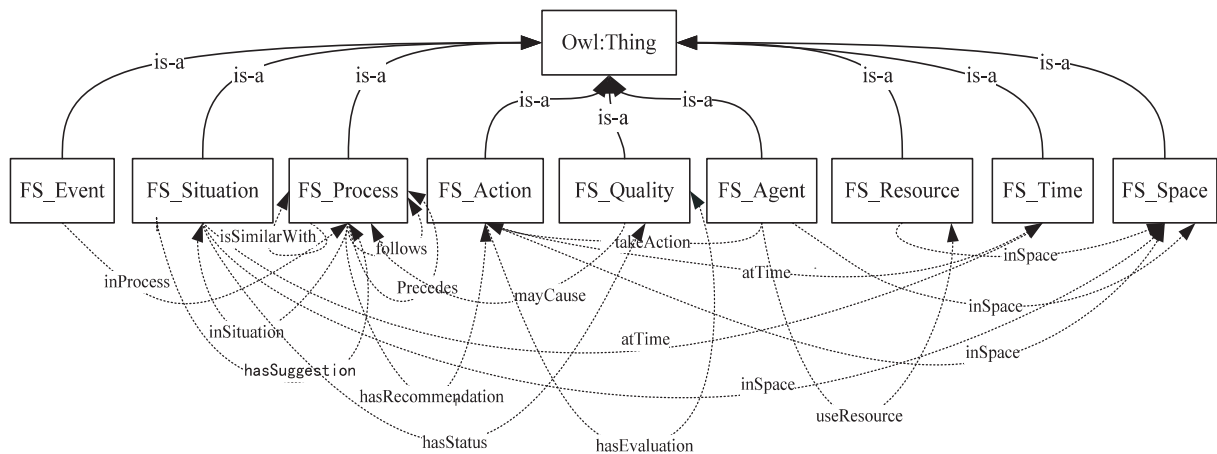 Owl:Thing
is-a
is-a
is-a
is-a
is-a
is-a
is-a
is-a
is-a
FS_Event
FS_Situation
FS_Process
FS_Action
FS_Quality
FS_Agent
FS_Resource
FS_Time
FS_Space
isSimilarWith
follows
takeAction
inSpace
atTime
inProcess
Precedes
mayCause
inSpace
inSituation
atTime
inSpace
hasSuggestion
inSpace
hasRecommendation
useResource
hasStatus
hasEvaluation